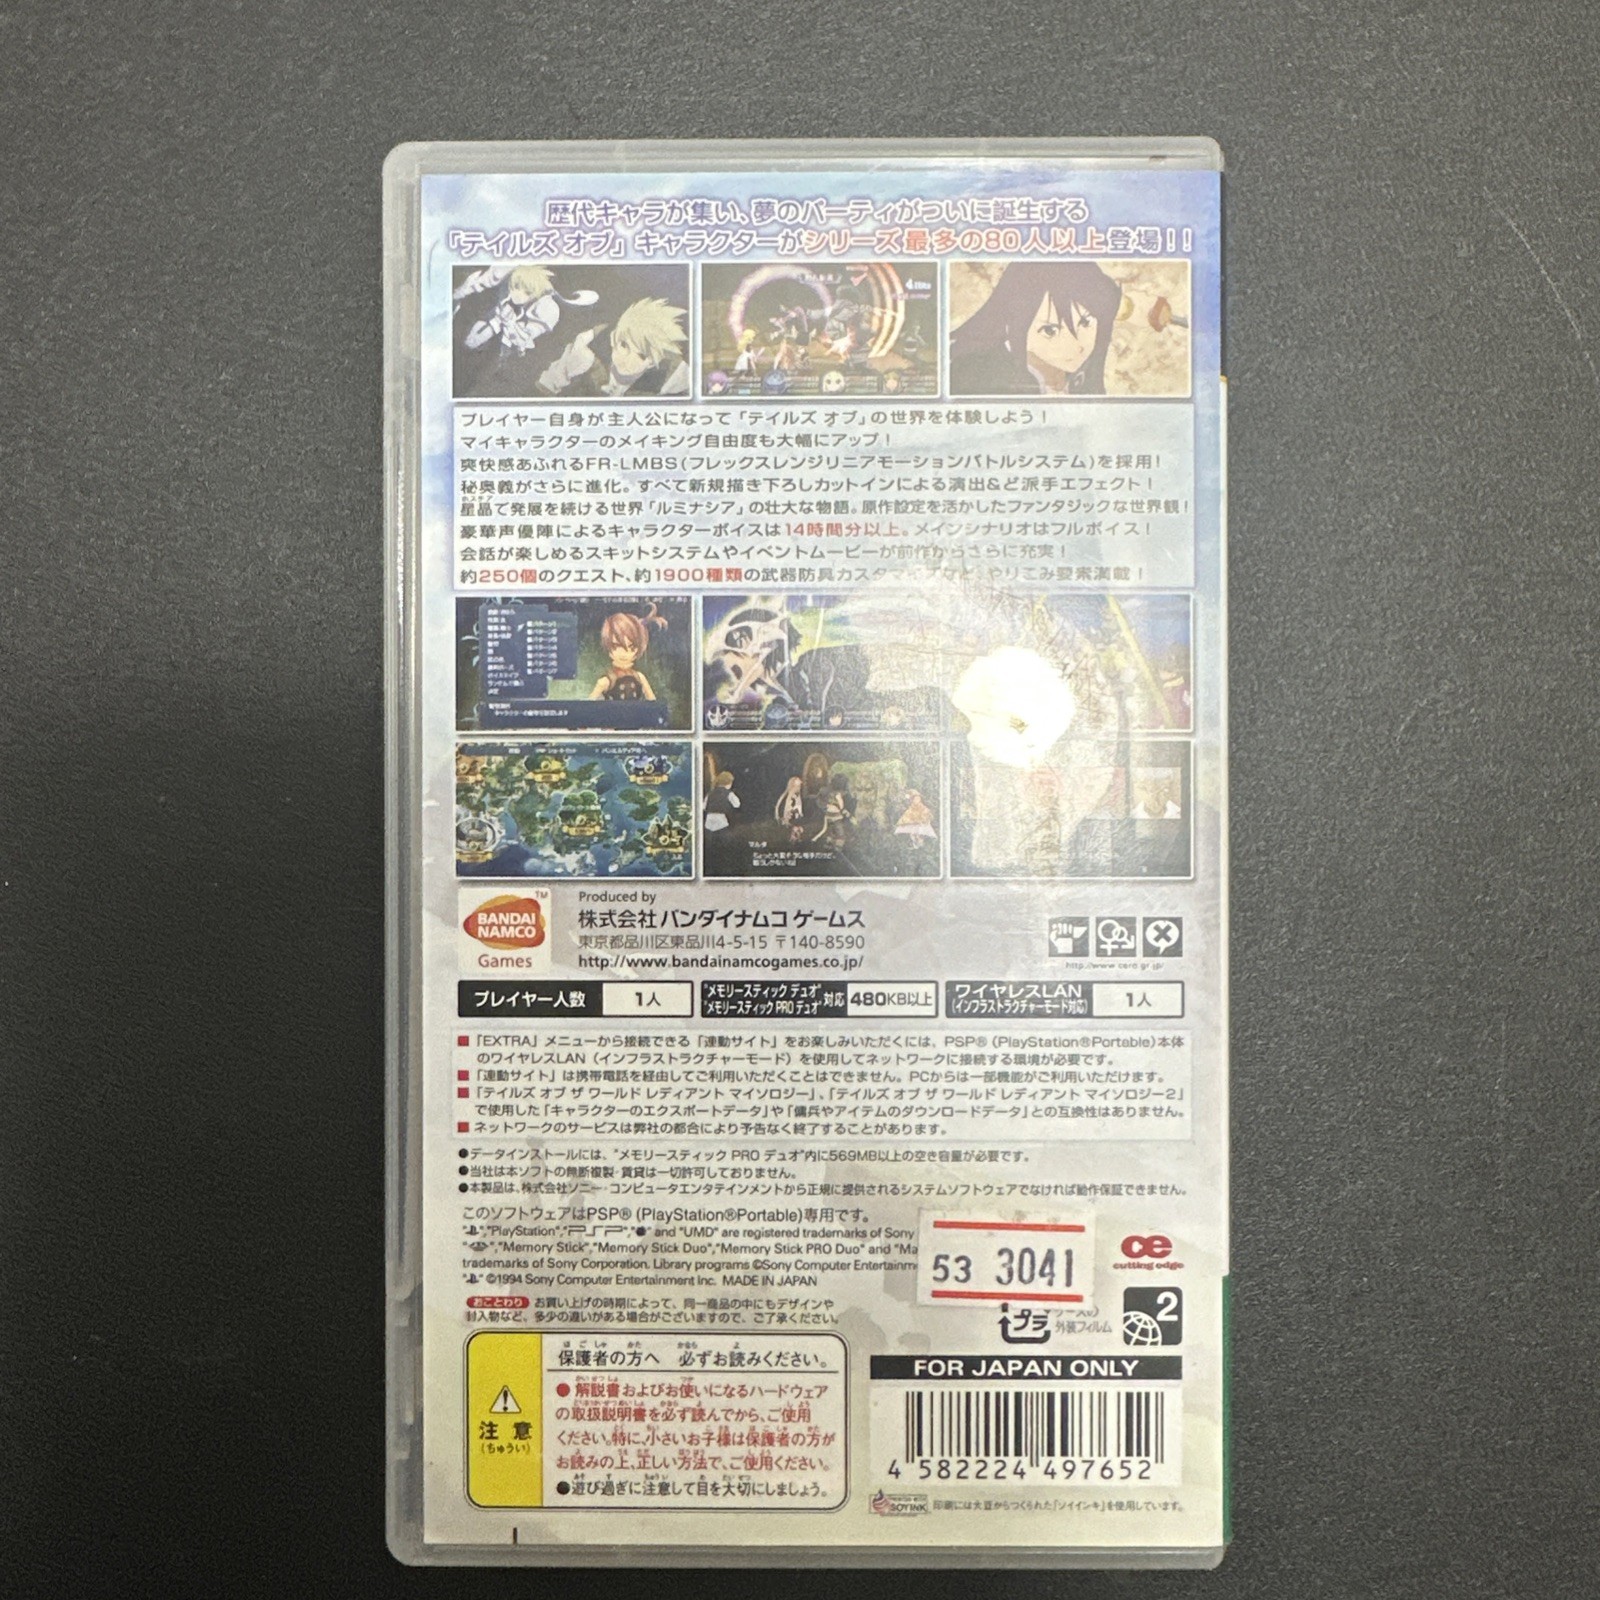 歴代キャラが集い、夢のパーティがついに誕生する
「テイルズ オブ」キャラクターがシリーズ最多の80人以上登場!!
プレイヤー自身が主人公になって「テイルズ オブ」の世界を体験しよう!
マイキャラクターのメイキング自由度も大幅にアップ!
爽快感あふれるFR-LMBS(フレックスレンジリニアモーションバトルシステム)を採用!
秘奥義がさらに進化。すべて新規描き下ろしカットインによる演出&ど派手エフェクト!
星晶で発展を続ける世界「ルミナシア」の壮大な物語。原作設定を活かしたファンタジックな世界観!
豪華声優陣によるキャラクターボイスは14時間分以上。メインシナリオはフルボイス!
会話が楽しめるスキットシステムやイベントムービーが前作からさらに充実!
約250個のクエスト、約1900種類の武器防具カスタマイズなど、やりこみ要素満載!
マルタ
BANDAI
NAMCO
Games
TM
Produced by
株式会社 バンダイナムコ ゲームス
東京都品川区東品川4-5-15 〒140-8590
http://www.bandainamcogames.co.jp/
http://www.cero.gr.jp/
プレイヤー人数 1人
"メモリースティック デュオ"
"メモリースティック PRO デュオ" 対応 480KB以上
ワイヤレスLAN
(インフラストラクチャーモード対応) 1人
■「EXTRA」メニューから接続できる「連動サイト」をお楽しみいただくには、PSP®(PlayStation®Portable)本体
のワイヤレスLAN(インフラストラクチャーモード)を使用してネットワークに接続する環境が必要です。
■「連動サイト」は携帯電話を経由してご利用いただくことはできません。PCからは一部機能がご利用いただけます。
■「テイルズ オブ ザ ワールド レディアント マイソロジー」、「テイルズ オブ ザ ワールド レディアント マイソロジー2」
で使用した「キャラクターのエクスポートデータ」や「傭兵やアイテムのダウンロードデータ」との互換性はありません。
■ネットワークのサービスは弊社の都合により予告なく終了することがあります。
●データインストールには、"メモリースティック PRO デュオ"内に569MB以上の空き容量が必要です。
●当社は本ソフトの無断複製・賃貸は一切許可しておりません。
●本製品は、株式会社ソニー・コンピュータエンタテインメントから正規に提供されるシステムソフトウェアでなければ動作保証できません。
このソフトウェアはPSP®(PlayStation®Portable)専用です。
"PlayStation", "PSP", and "UMD" are registered trademarks of Sony
"Memory Stick","Memory Stick Duo","Memory Stick PRO Duo" and "Ma
trademarks of Sony Corporation. Library programs ©Sony Computer Entertainm
©1994 Sony Computer Entertainment Inc. MADE IN JAPAN
53 3041
ce
cutting edge
おことわり お買い上げの時期によって、同一商品の中にもデザインや
封入物など、多少の違いがある場合がございますので、ご了承ください。
プラ
外装フィルム
2
注意
(ちゅうい)
保護者の方へ 必ずお読みください。
●解説書およびお使いになるハードウェア
の取扱説明書を必ず読んでから、ご使用
ください。特に、小さいお子様は保護者の方が
お読みの上、正しい方法で、ご使用ください。
●遊び過ぎに注意して目を大切にしましょう。
FOR JAPAN ONLY
4 582224 497652
SOY INK
印刷には大豆からつくられた「ソイインキ」を使用しています。